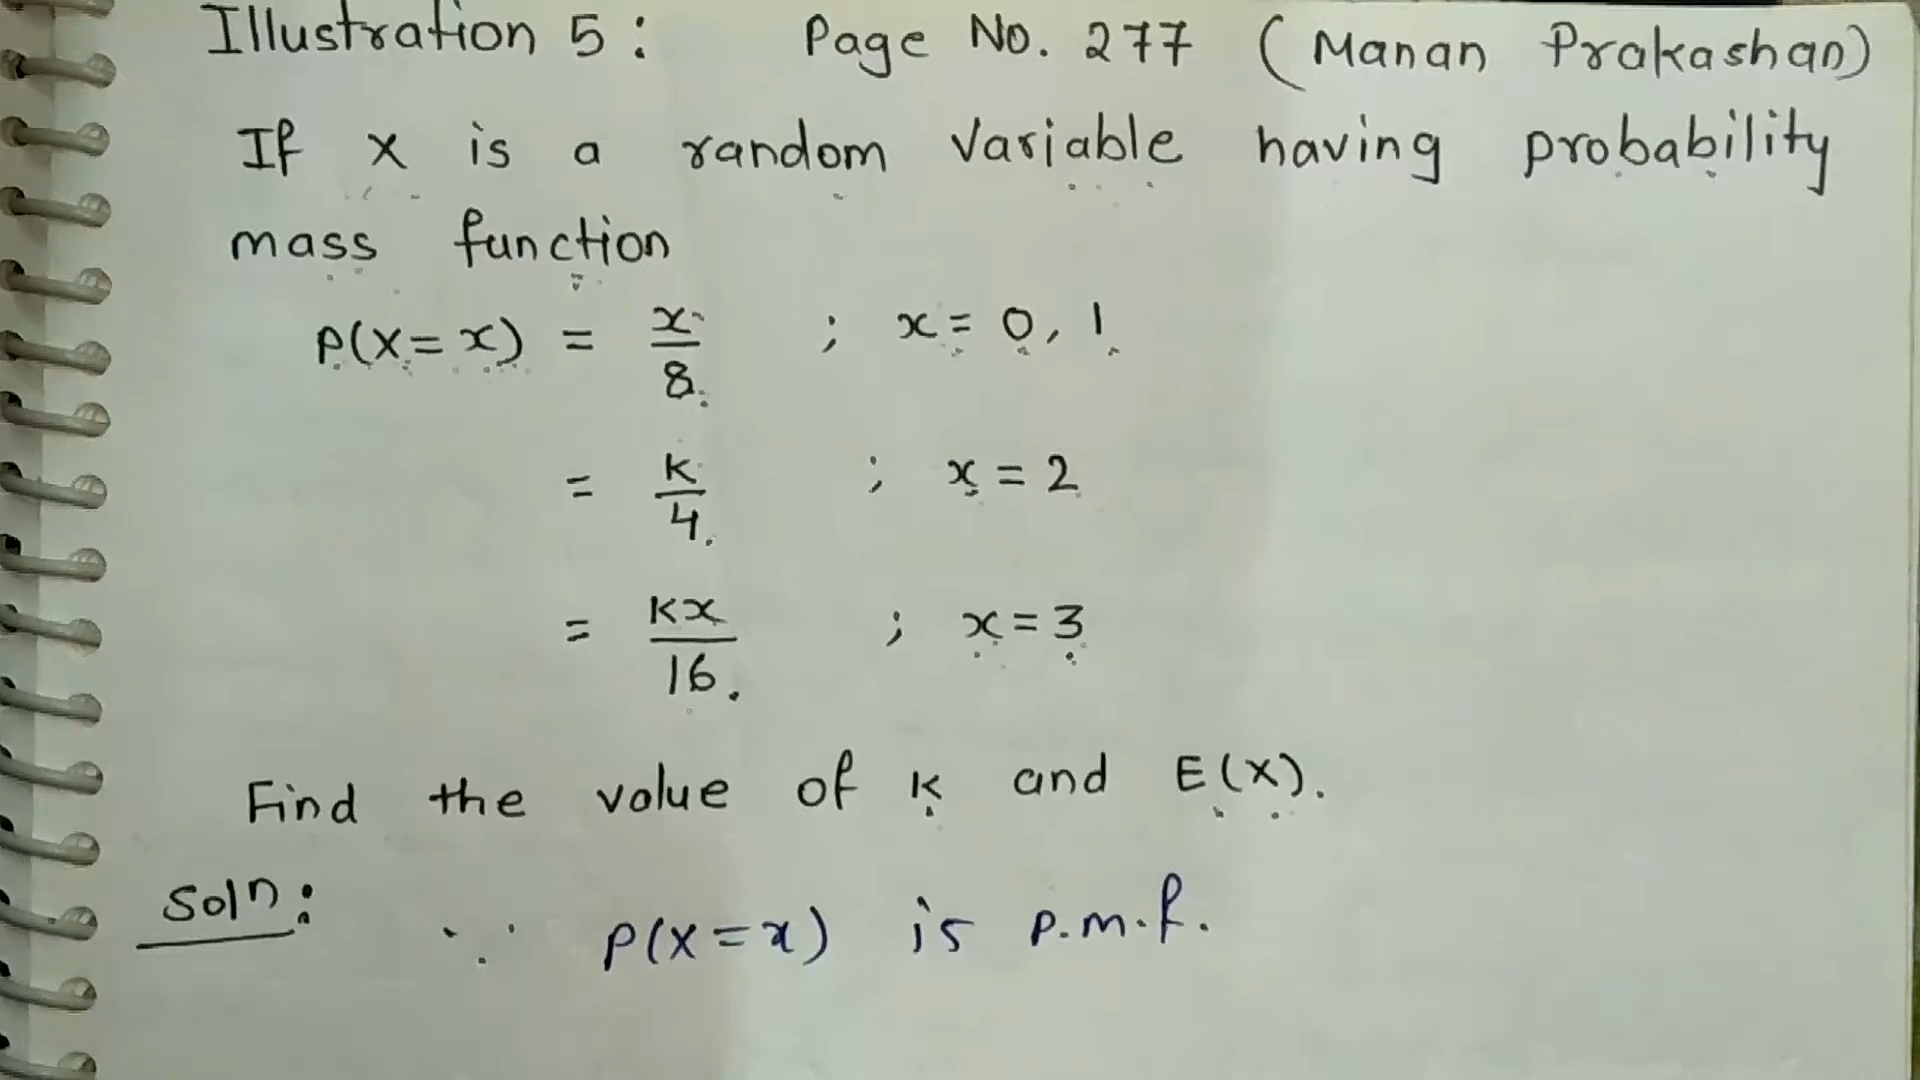 Illustration 5 : Page No. 277 ( Manan Prakashan)
If X is a random variable having probability
mass function
P(X = x) = x/8 ; x = 0, 1
= K/4 ; x = 2
= Kx/16 ; x = 3
Find the value of K and E(X).
Soln : ∵ P(X = x) is p.m.f.